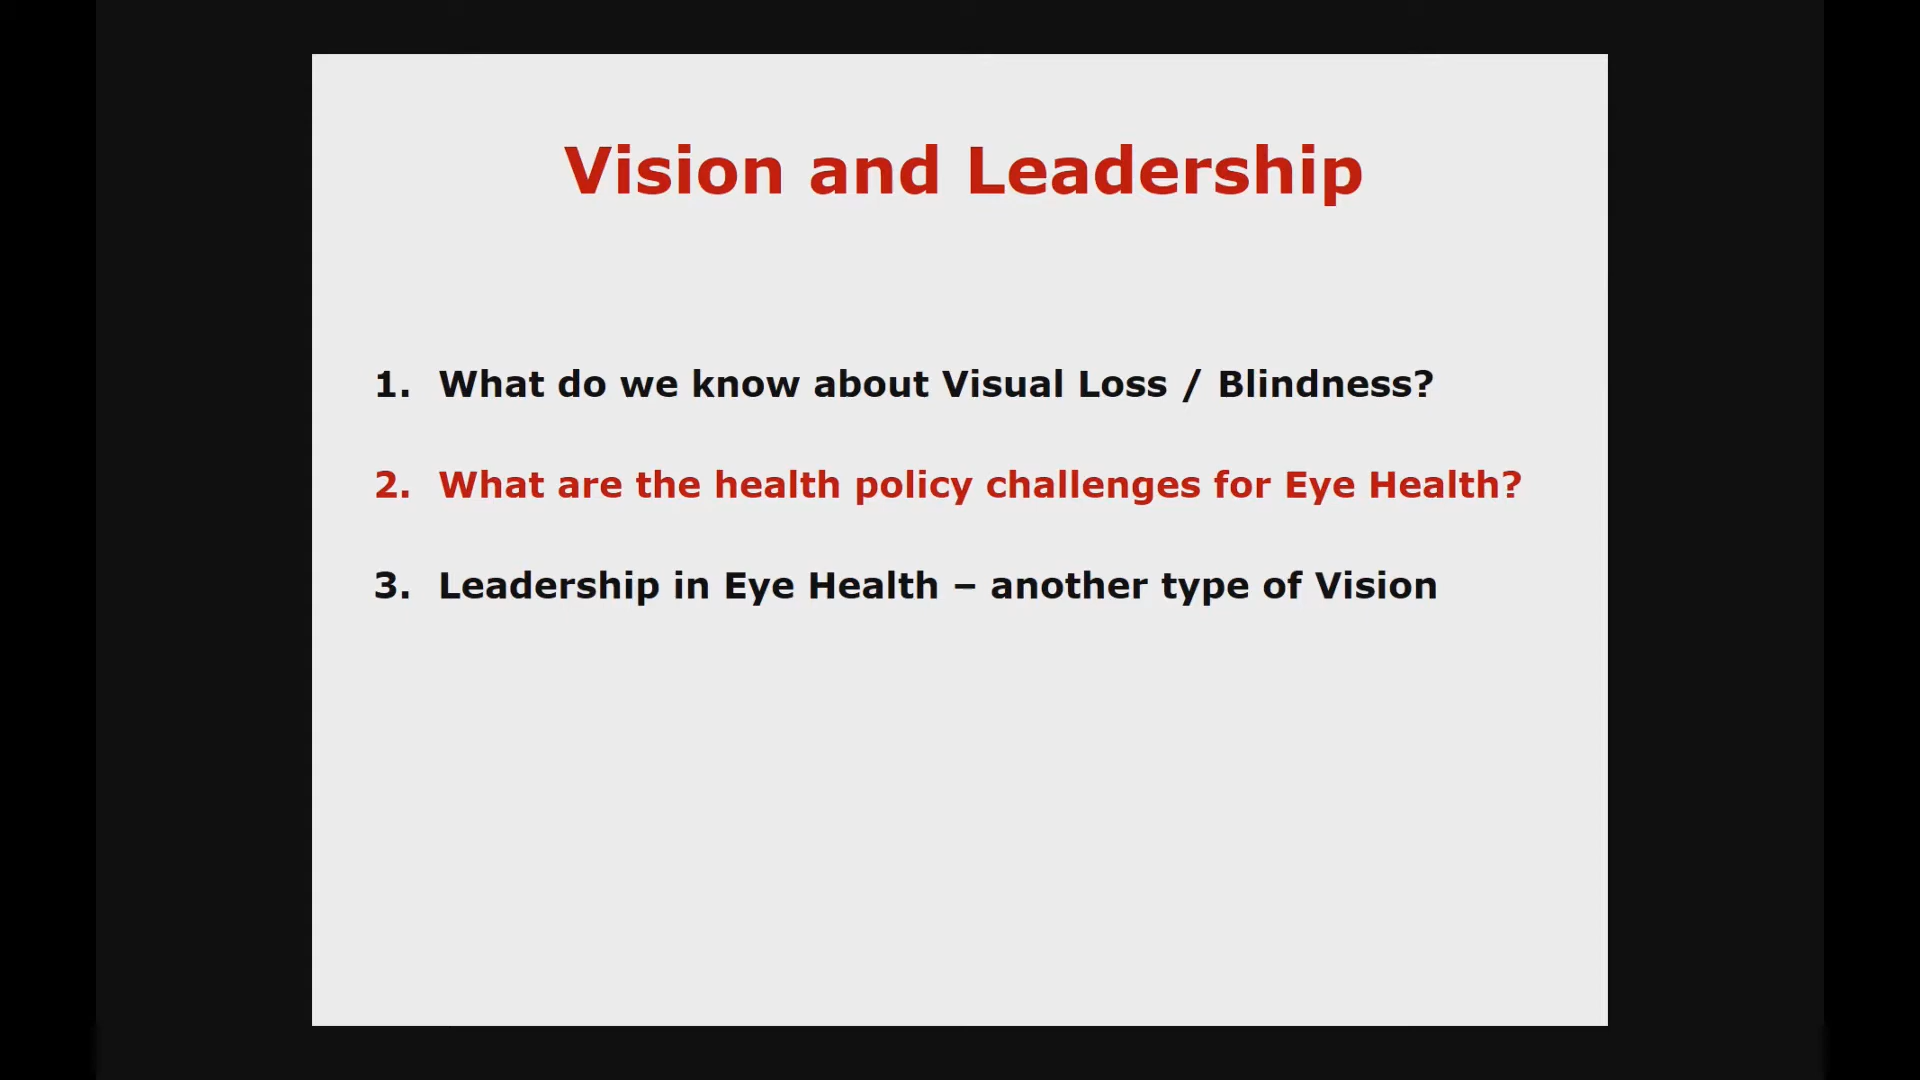 Vision and Leadership
1. What do we know about Visual Loss / Blindness?
2. What are the health policy challenges for Eye Health?
3. Leadership in Eye Health – another type of Vision